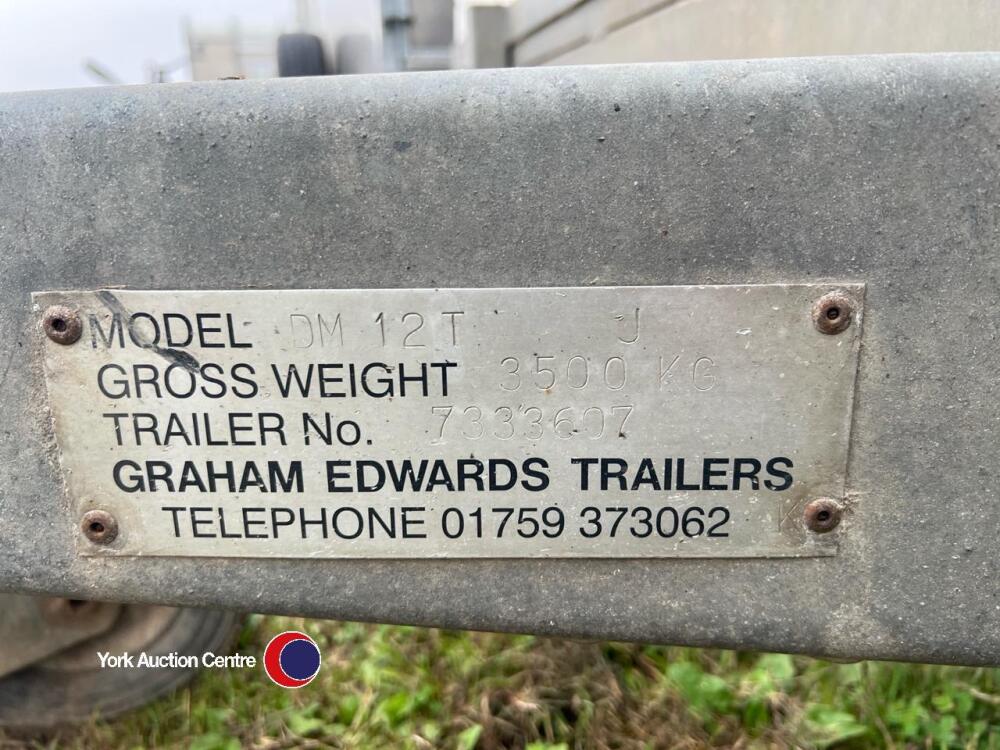 MODEL DM 12T J
GROSS WEIGHT 3500 KG
TRAILER No. 7333607
GRAHAM EDWARDS TRAILERS
TELEPHONE 01759 373062 K
York Auction Centre